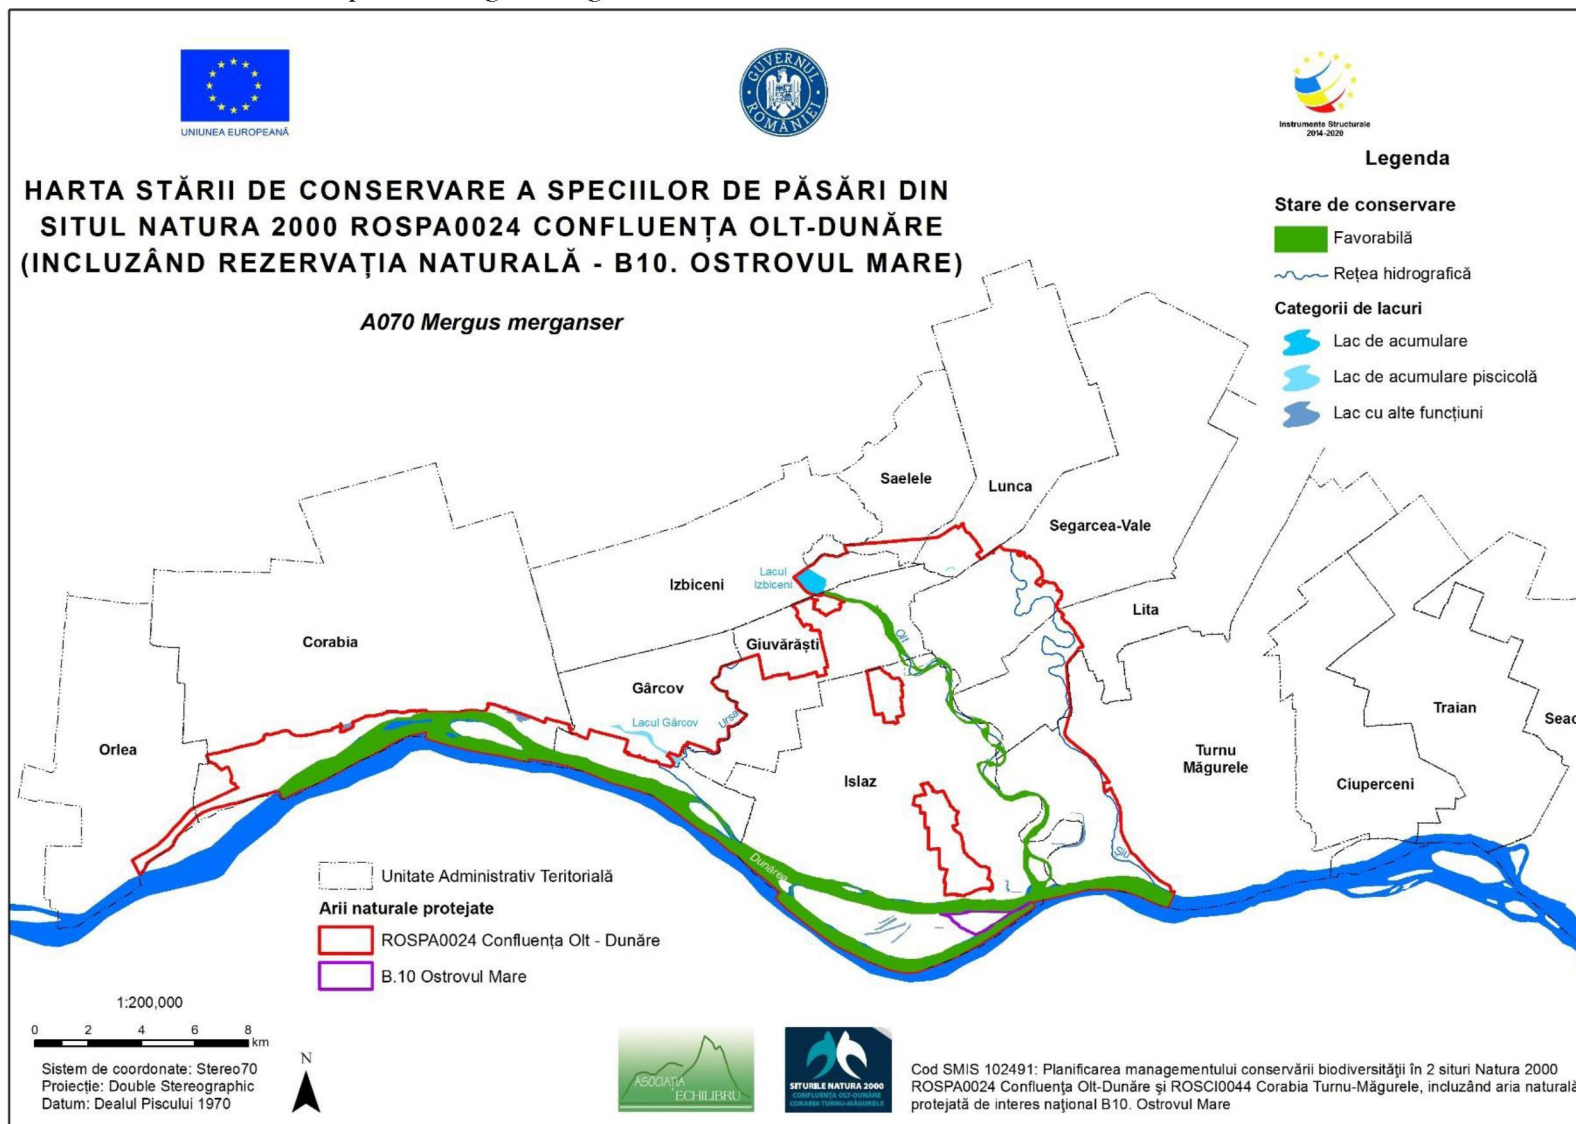 UNIUNEA EUROPEANĂ
GUVERNUL ROMÂNIEI
Instrumente Structurale
2014-2020
HARTA STĂRII DE CONSERVARE A SPECIILOR DE PĂSĂRI DIN
SITUL NATURA 2000 ROSPA0024 CONFLUENȚA OLT-DUNĂRE
(INCLUZÂND REZERVAȚIA NATURALĂ - B10. OSTROVUL MARE)
A070 Mergus merganser
Legenda
Stare de conservare
Favorabilă
Rețea hidrografică
Categorii de lacuri
Lac de acumulare
Lac de acumulare piscicolă
Lac cu alte funcțiuni
Saelele
Lunca
Segarcea-Vale
Lacul
Izbiceni
Izbiceni
Lita
Corabia
Olt
Giuvărăști
Gârcov
Ursa
Lacul Gârcov
Traian
Seac
Orlea
Turnu
Măgurele
Islaz
Ciuperceni
Șiu
Dunărea
Unitate Administrativ Teritorială
Arii naturale protejate
ROSPA0024 Confluența Olt - Dunăre
B.10 Ostrovul Mare
1:200,000
0 2 4 6 8
km
N
Sistem de coordonate: Stereo70
Proiecție: Double Stereographic
Datum: Dealul Piscului 1970
ASOCIAȚIA
ECHILIBRU
SITURILE NATURA 2000
CONFLUENȚA OLT-DUNĂRE
CORABIA TURNU-MĂGURELE
Cod SMIS 102491: Planificarea managementului conservării biodiversităţii în 2 situri Natura 2000
ROSPA0024 Confluenţa Olt-Dunăre şi ROSCI0044 Corabia Turnu-Măgurele, incluzând aria naturală
protejată de interes naţional B10. Ostrovul Mare